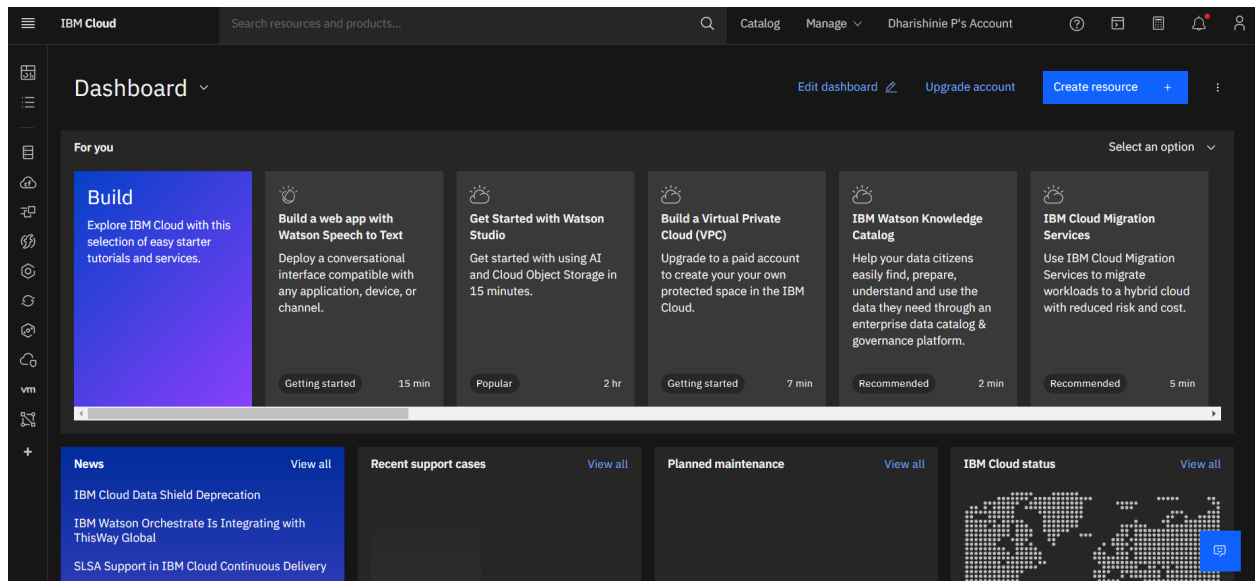 IBM Cloud
Search resources and products...
Catalog
Manage
Dharishinie P's Account
Dashboard
Edit dashboard
Upgrade account
Create resource +
For you
Select an option
Build
Explore IBM Cloud with this
selection of easy starter
tutorials and services.
Build a web app with
Watson Speech to Text
Deploy a conversational
interface compatible with
any application, device, or
channel.
Getting started
15 min
Get Started with Watson
Studio
Get started with using AI
and Cloud Object Storage in
15 minutes.
Popular
2 hr
Build a Virtual Private
Cloud (VPC)
Upgrade to a paid account
to create your your own
protected space in the IBM
Cloud.
Getting started
7 min
IBM Watson Knowledge
Catalog
Help your data citizens
easily find, prepare,
understand and use the
data they need through an
enterprise data catalog &
governance platform.
Recommended
2 min
IBM Cloud Migration
Services
Use IBM Cloud Migration
Services to migrate
workloads to a hybrid cloud
with reduced risk and cost.
Recommended
5 min
vm
News
View all
IBM Cloud Data Shield Deprecation
IBM Watson Orchestrate Is Integrating with
ThisWay Global
SLSA Support in IBM Cloud Continuous Delivery
Recent support cases
View all
Planned maintenance
View all
IBM Cloud status
View all